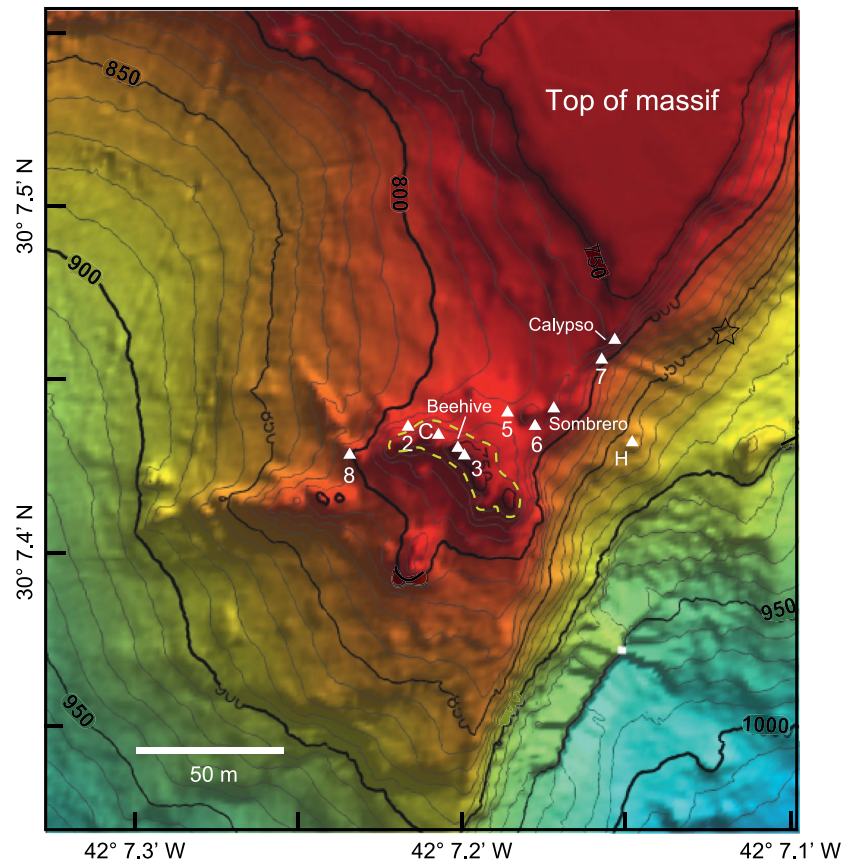 850
Top of massif
30° 7.5' N
800
900
750
Calypso
7
Beehive
5
Sombrero
2
C
6
H
3
8
30° 7.4' N
950
950
1000
50 m
42° 7.3' W
42° 7.2' W
42° 7.1' W